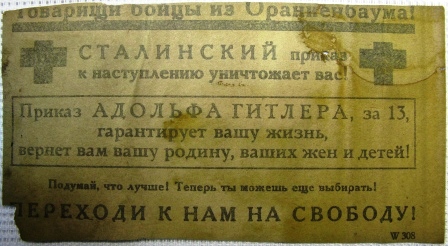 Товарищи бойцы из Ораниенбаума!
СТАЛИНСКИЙ приказ
к наступлению уничтожает вас!
Приказ АДОЛЬФА ГИТЛЕРА, за 13,
гарантирует вашу жизнь,
вернет вам вашу родину, ваших жен и детей!
Подумай, что лучше! Теперь ты можешь еще выбирать!
ПЕРЕХОДИ К НАМ НА СВОБОДУ!
W 308